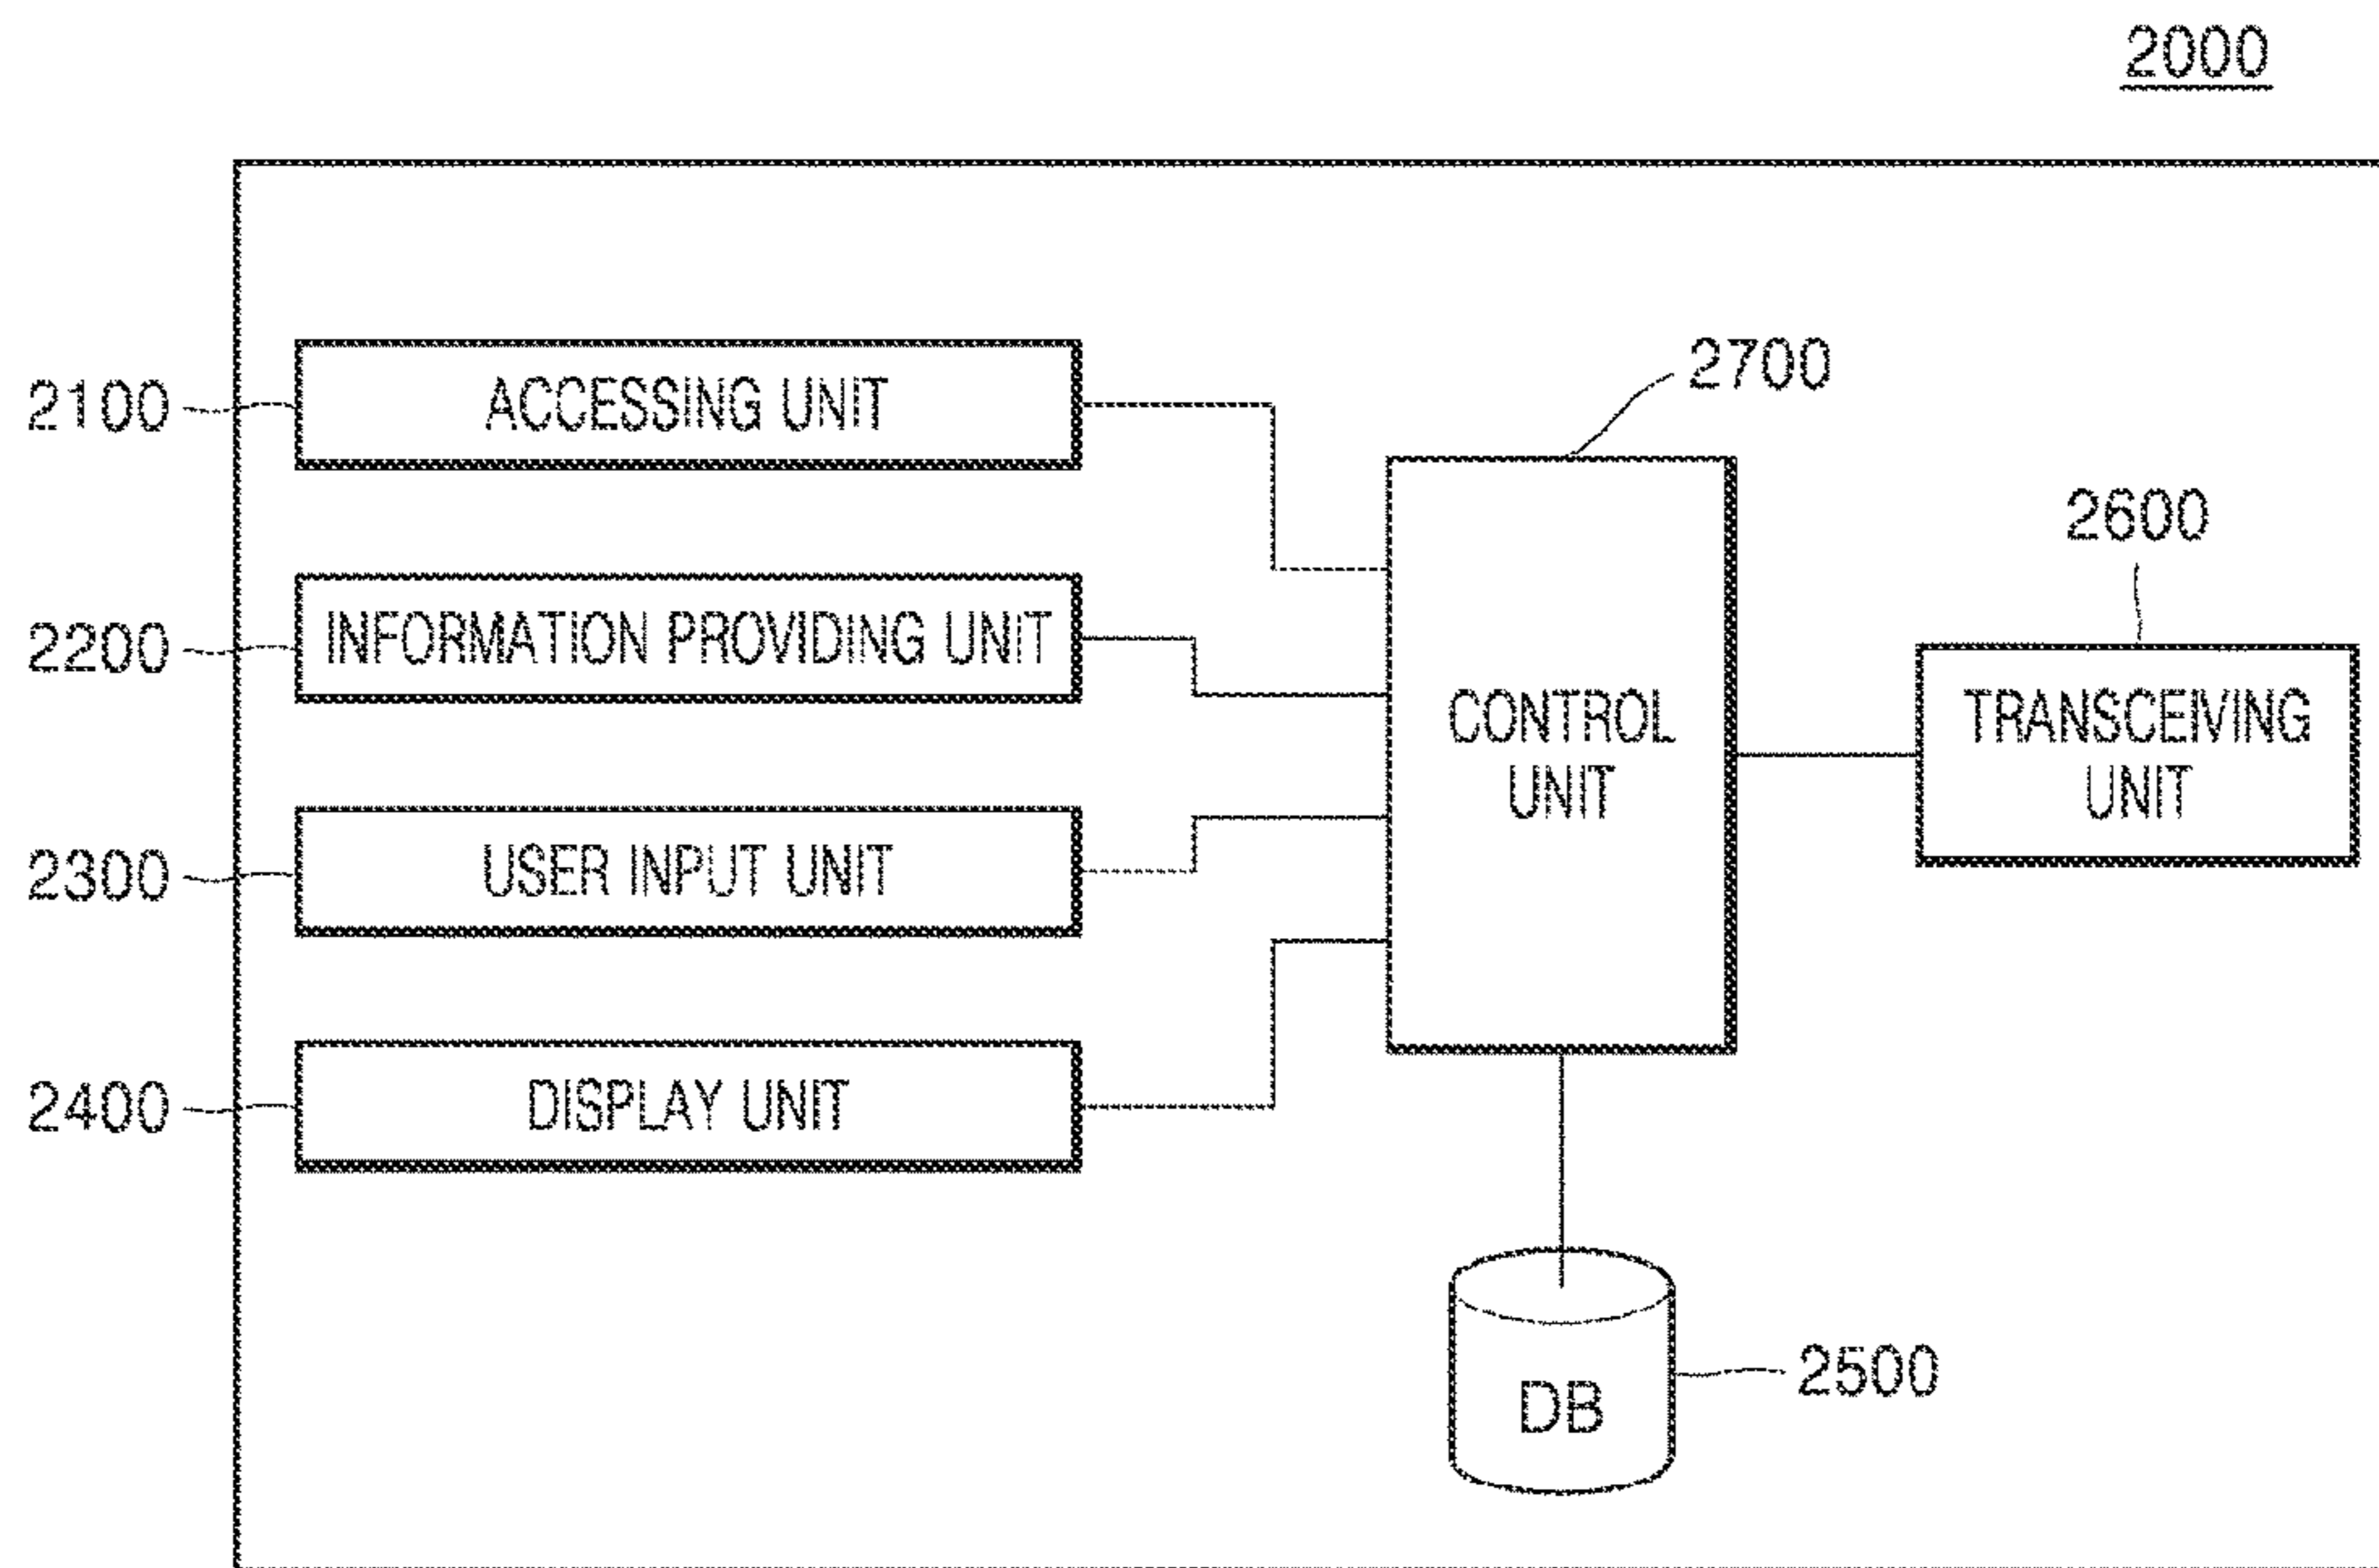 2000
2100
ACCESSING UNIT
2700
2600
2200
INFORMATION PROVIDING UNIT
CONTROL
UNIT
TRANSCEIVING
UNIT
2300
USER INPUT UNIT
2400
DISPLAY UNIT
DB
2500